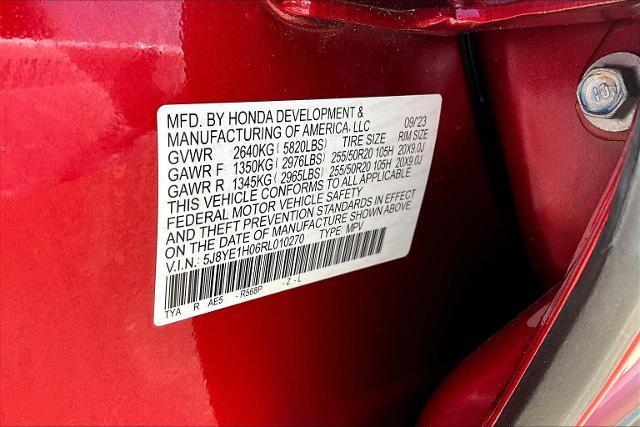 MFD. BY HONDA DEVELOPMENT &
MANUFACTURING OF AMERICA, LLC 09/23
GVWR 2640KG (5820LBS) TIRE SIZE RIM SIZE
GAWR F 1350KG (2976LBS) 255/50R20 105H 20X9.0J
GAWR R 1345KG (2965LBS) 255/50R20 105H 20X9.0J
THIS VEHICLE CONFORMS TO ALL APPLICABLE
FEDERAL MOTOR VEHICLE SAFETY
AND THEFT PREVENTION STANDARDS IN EFFECT
ON THE DATE OF MANUFACTURE SHOWN ABOVE.
V.I.N.: 5J8YE1H06RL010270 TYPE MPV
TYA R AE5 -R568P -Z-L